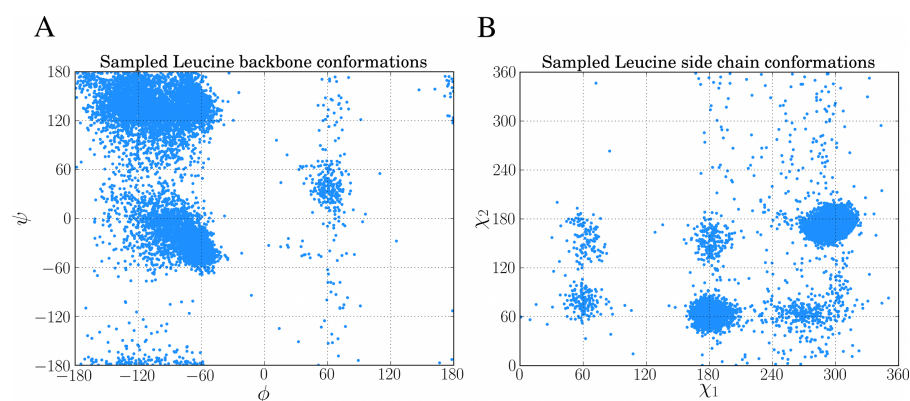 A
B
Sampled Leucine backbone conformations
Sampled Leucine side chain conformations
180
120
60
0
−60
−120
−180
ψ
−180 −120 −60 0 60 120 180
ϕ
360
300
240
180
120
60
0
χ2
0 60 120 180 240 300 360
χ1